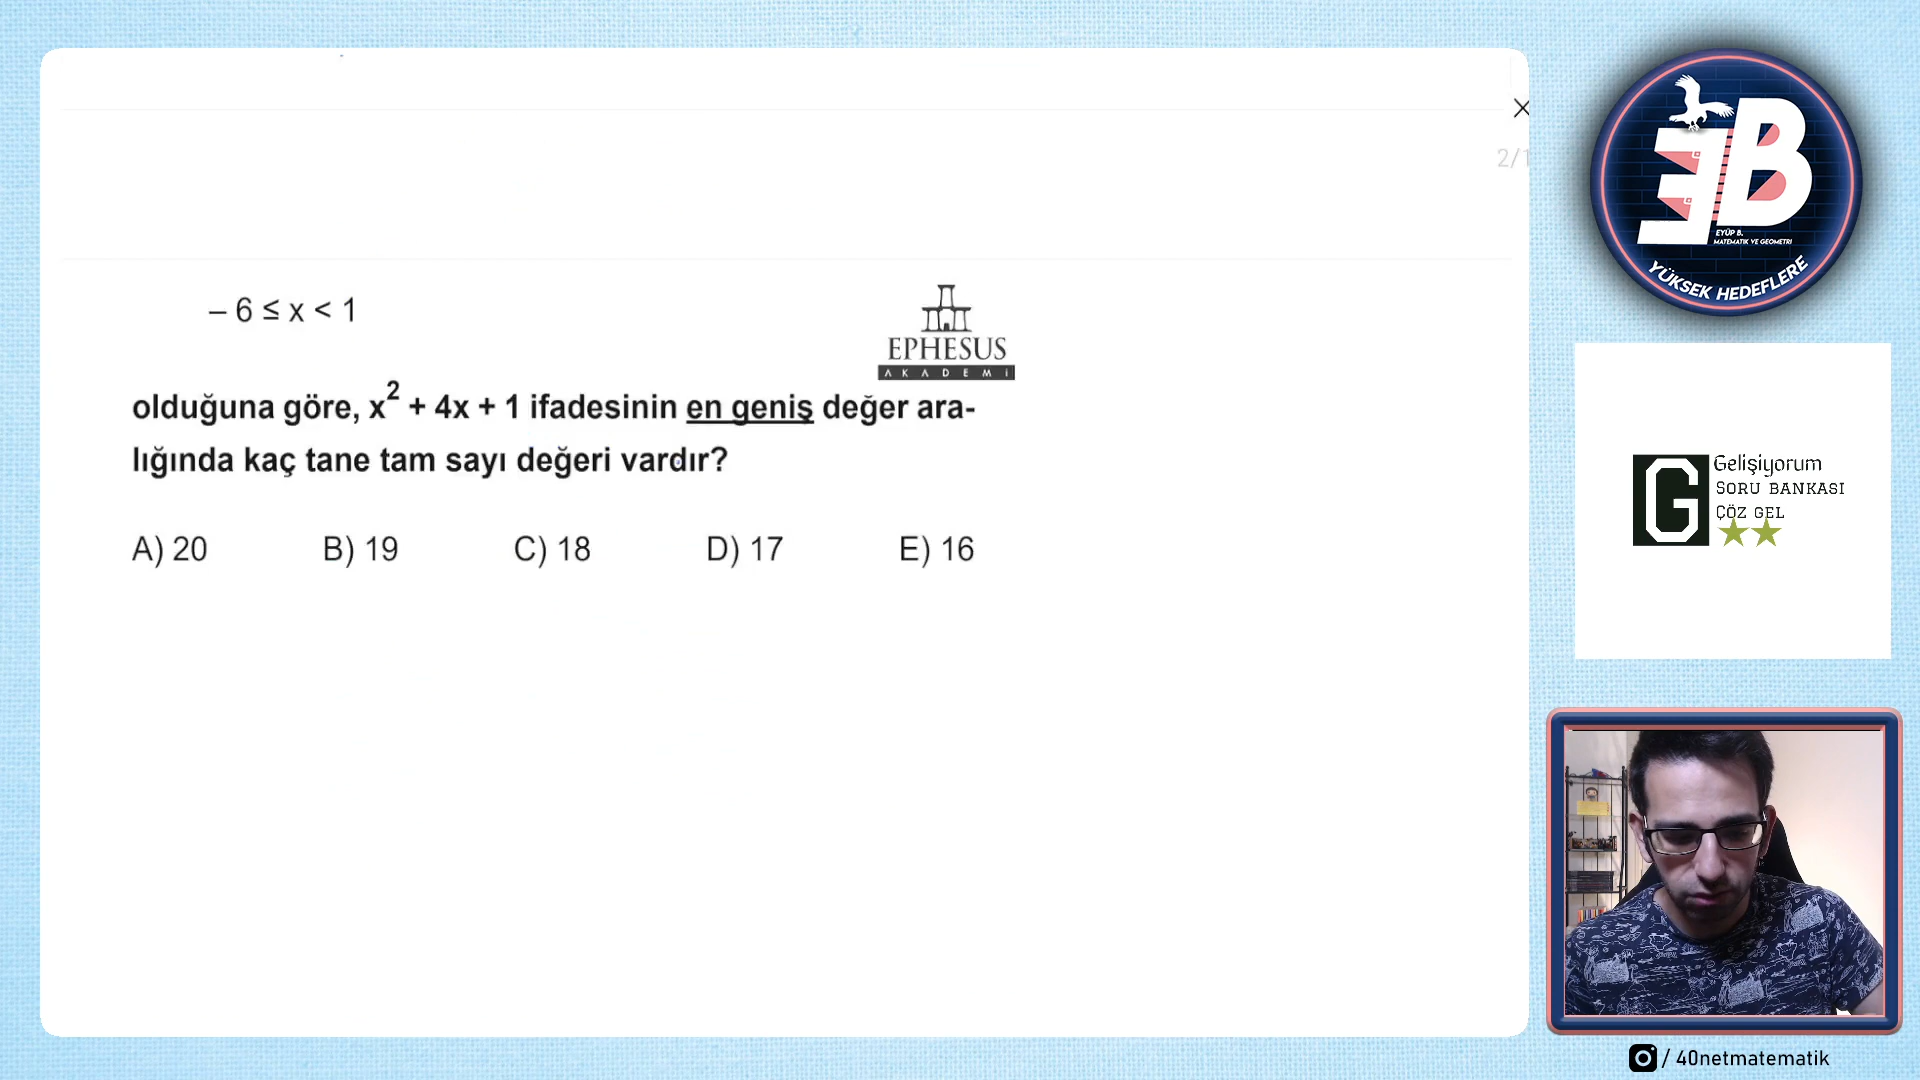 ×
2/1
– 6 ≤ x < 1
EPHESUS
AKADEMİ
olduğuna göre, x² + 4x + 1 ifadesinin en geniş değer ara-
lığında kaç tane tam sayı değeri vardır?
A) 20 B) 19 C) 18 D) 17 E) 16
EB
EYÜP B.
MATEMATIK VE GEOMETRI
YÜKSEK HEDEFLERE
G
Gelişiyorum
SORU BANKASI
ÇÖZ GEL
/ 40netmatematik